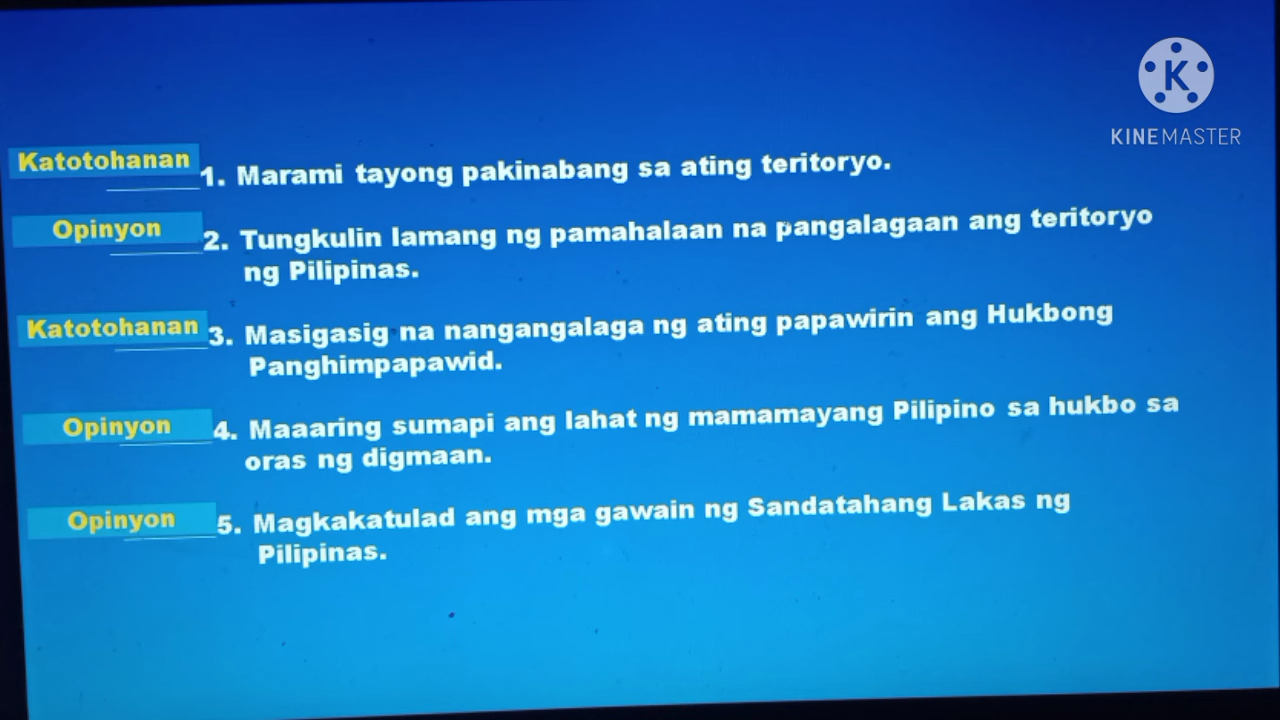 KINEMASTER
Katotohanan 1. Marami tayong pakinabang sa ating teritoryo.
Opinyon 2. Tungkulin lamang ng pamahalaan na pangalagaan ang teritoryo
ng Pilipinas.
Katotohanan 3. Masigasig na nangangalaga ng ating papawirin ang Hukbong
Panghimpapawid.
Opinyon 4. Maaaring sumapi ang lahat ng mamamayang Pilipino sa hukbo sa
oras ng digmaan.
Opinyon 5. Magkakatulad ang mga gawain ng Sandatahang Lakas ng
Pilipinas.